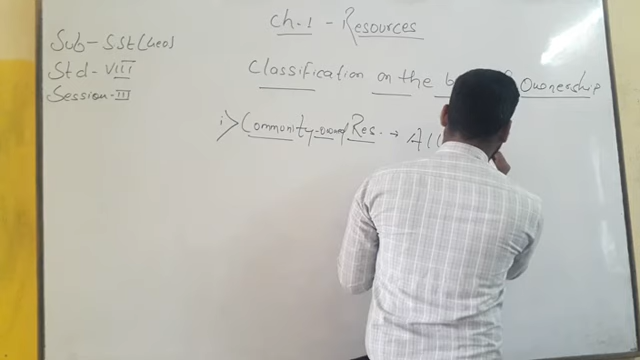 Ch.1 - Resources
Sub - SSt (Geo)
Std - VIII
Session - III
Classification on the b Ownership
i> Community-Owned Res. → All